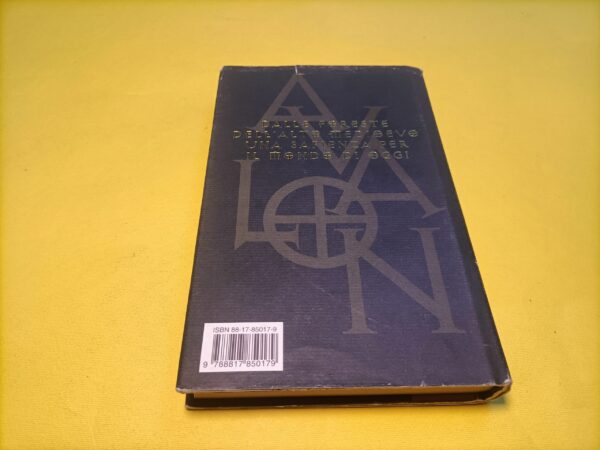 AVALON
DALLE FORESTE
DELL'ALTO MEDIOEVO
UNA SAPIENZA PER
IL MONDO DI OGGI
ISBN 88-17-85017-9
9 788817 850179